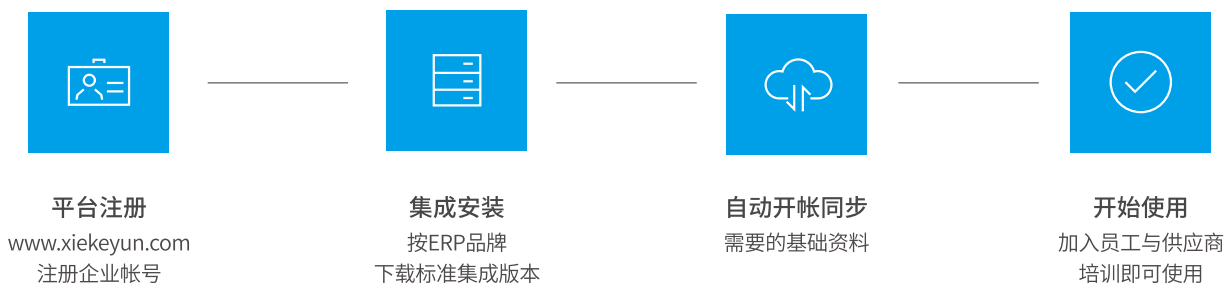 平台注册
www.xiekeyun.com
注册企业帐号
集成安装
按ERP品牌
下载标准集成版本
自动开帐同步
需要的基础资料
开始使用
加入员工与供应商
培训即可使用